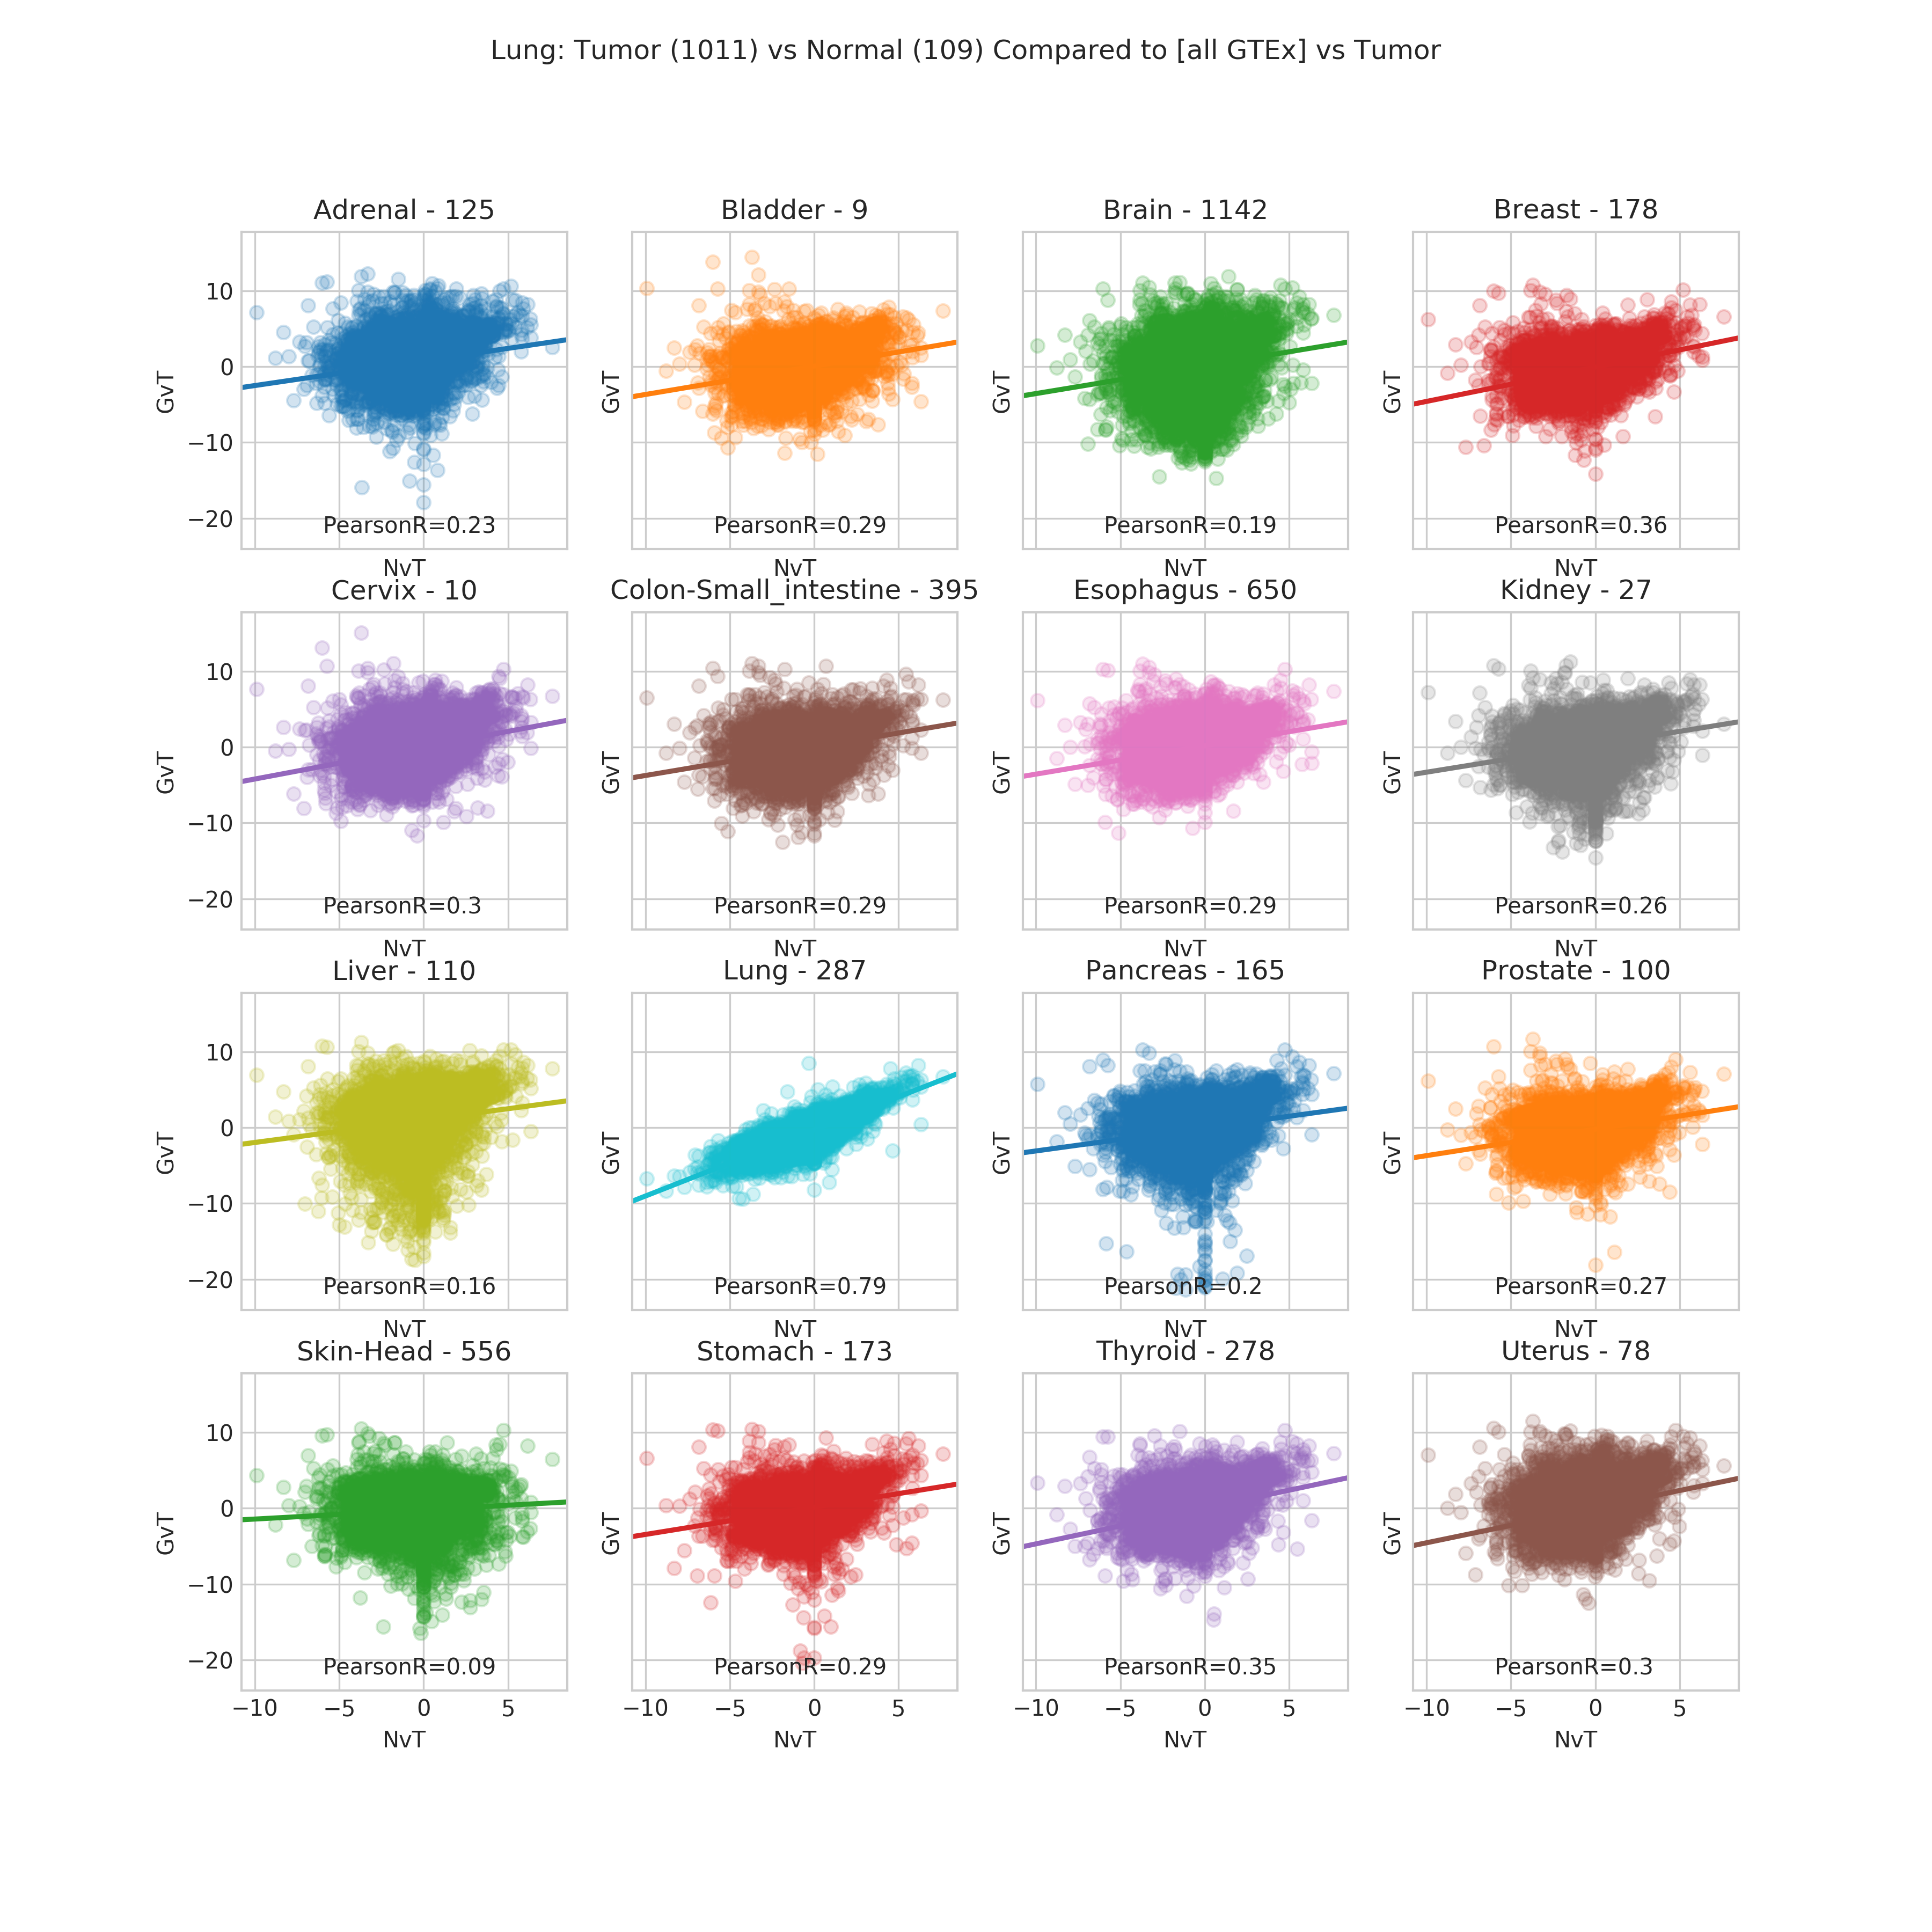 Lung: Tumor (1011) vs Normal (109) Compared to [all GTEx] vs Tumor
Adrenal - 125
10
0
−10
−20
GvT
PearsonR=0.23
NvT
Bladder - 9
GvT
PearsonR=0.29
NvT
Brain - 1142
GvT
PearsonR=0.19
NvT
Breast - 178
GvT
PearsonR=0.36
NvT
Cervix - 10
10
0
−10
−20
GvT
PearsonR=0.3
NvT
Colon-Small_intestine - 395
GvT
PearsonR=0.29
NvT
Esophagus - 650
GvT
PearsonR=0.29
NvT
Kidney - 27
GvT
PearsonR=0.26
NvT
Liver - 110
10
0
−10
−20
GvT
PearsonR=0.16
NvT
Lung - 287
GvT
PearsonR=0.79
NvT
Pancreas - 165
GvT
PearsonR=0.2
NvT
Prostate - 100
GvT
PearsonR=0.27
NvT
Skin-Head - 556
10
0
−10
−20
GvT
PearsonR=0.09
−10 −5 0 5
NvT
Stomach - 173
GvT
PearsonR=0.29
−10 −5 0 5
NvT
Thyroid - 278
GvT
PearsonR=0.35
−10 −5 0 5
NvT
Uterus - 78
GvT
PearsonR=0.3
−10 −5 0 5
NvT